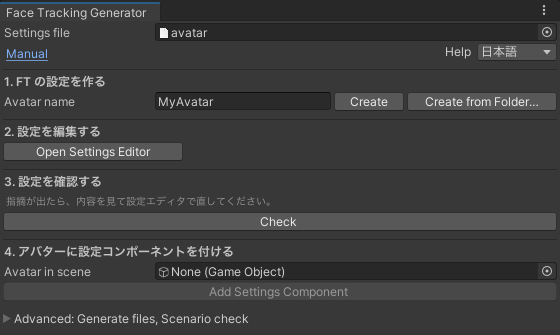 Face Tracking Generator
Settings file avatar
Manual Help 日本語
1. FT の設定を作る
Avatar name MyAvatar Create Create from Folder...
2. 設定を編集する
Open Settings Editor
3. 設定を確認する
指摘が出たら、内容を見て設定エディタで直してください。
Check
4. アバターに設定コンポーネントを付ける
Avatar in scene None (Game Object)
Add Settings Component
Advanced: Generate files, Scenario check